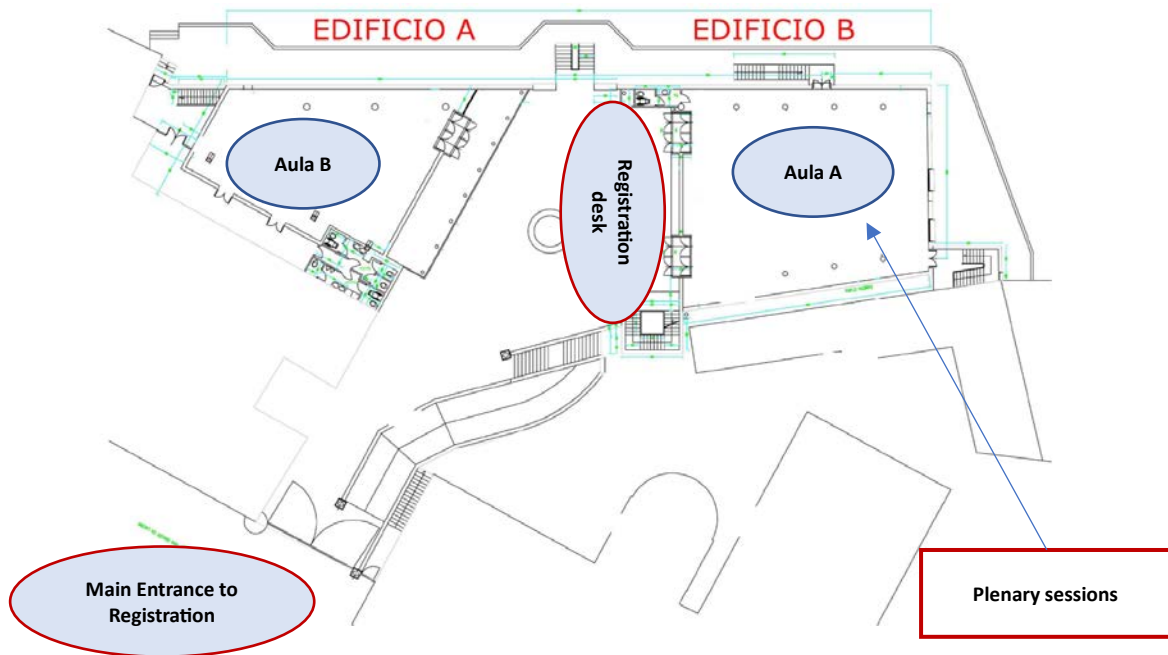 EDIFICIO A
EDIFICIO B
Aula B
Registration
desk
Aula A
Main Entrance to
Registration
Plenary sessions